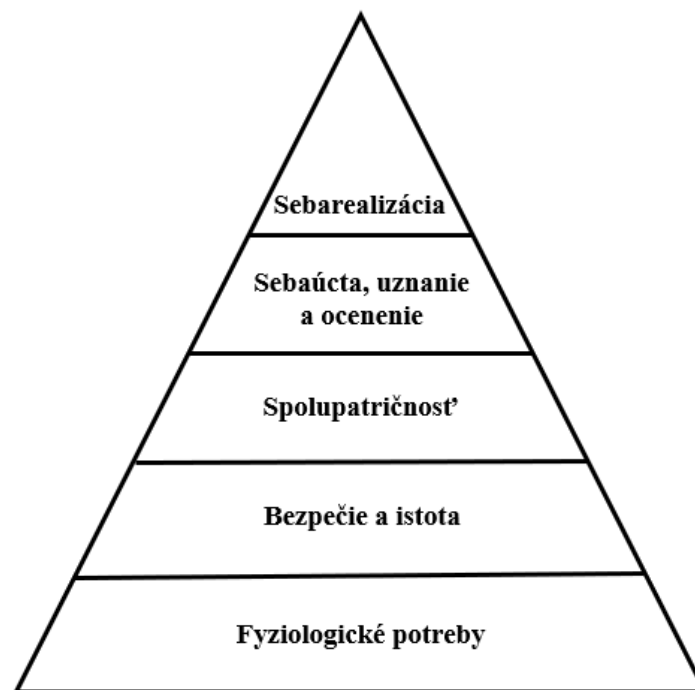 Sebarealizácia
Sebaúcta, uznanie
a ocenenie
Spolupatričnosť
Bezpečie a istota
Fyziologické potreby